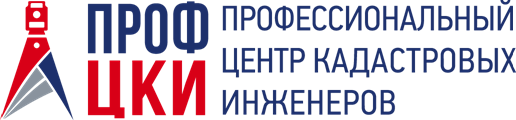 ПРОФ
ЦКИ
ПРОФЕССИОНАЛЬНЫЙ
ЦЕНТР КАДАСТРОВЫХ
ИНЖЕНЕРОВ